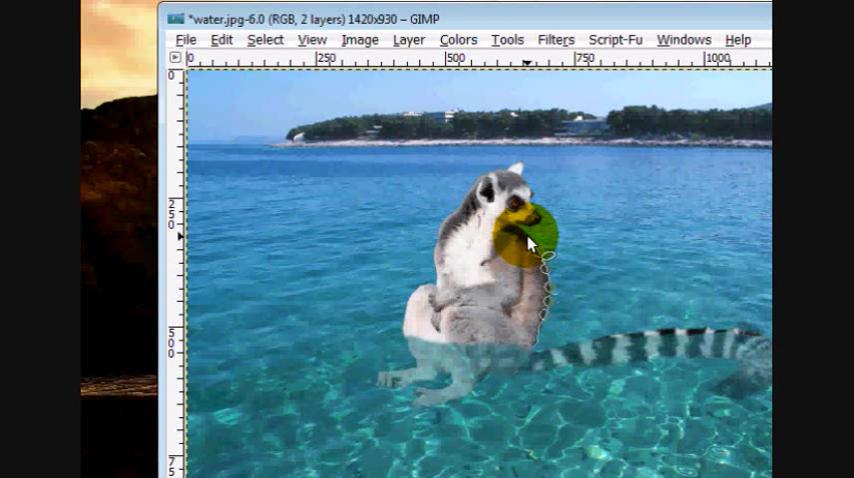 *water.jpg-6.0 (RGB, 2 layers) 1420x930 – GIMP
File Edit Select View Image Layer Colors Tools Filters Script-Fu Windows Help
0 250 500 750 1000
0
250
500
75